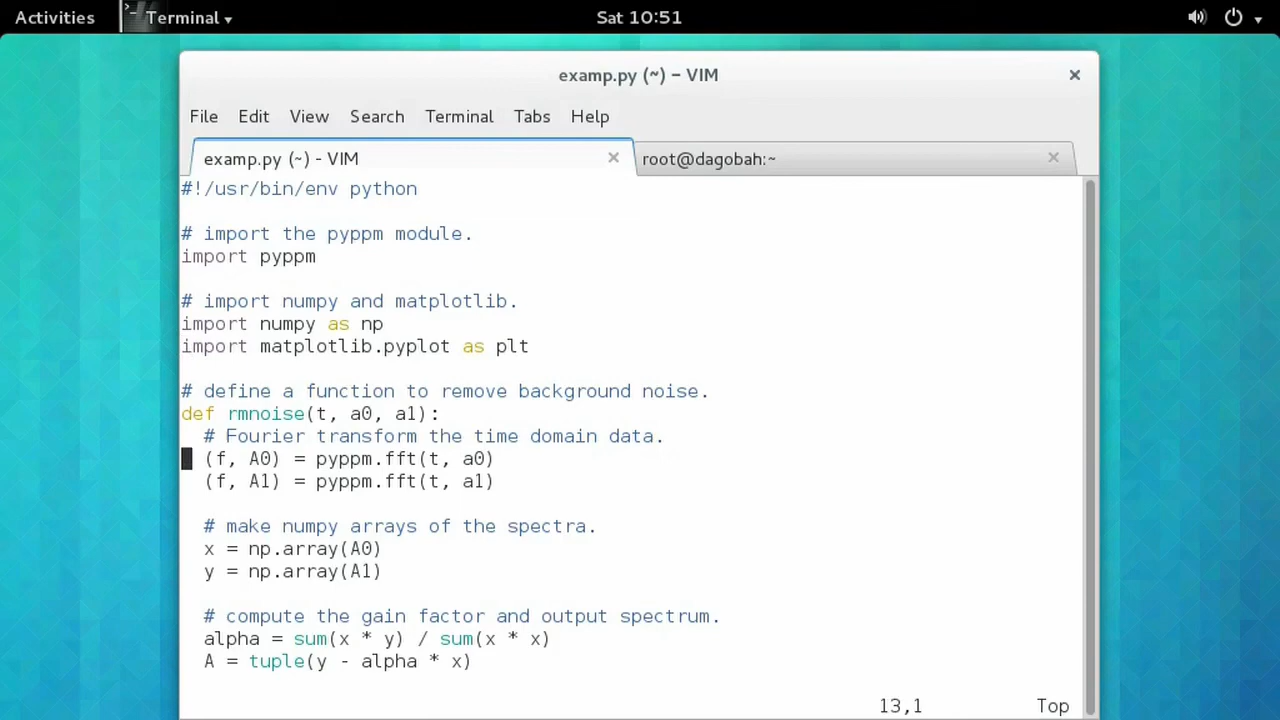 Activities Terminal Sat 10:51
examp.py (~) – VIM
File Edit View Search Terminal Tabs Help
examp.py (~) - VIM root@dagobah:~
#!/usr/bin/env python
# import the pyppm module.
import pyppm
# import numpy and matplotlib.
import numpy as np
import matplotlib.pyplot as plt
# define a function to remove background noise.
def rmnoise(t, a0, a1):
# Fourier transform the time domain data.
(f, A0) = pyppm.fft(t, a0)
(f, A1) = pyppm.fft(t, a1)
# make numpy arrays of the spectra.
x = np.array(A0)
y = np.array(A1)
# compute the gain factor and output spectrum.
alpha = sum(x * y) / sum(x * x)
A = tuple(y - alpha * x)
13,1 Top